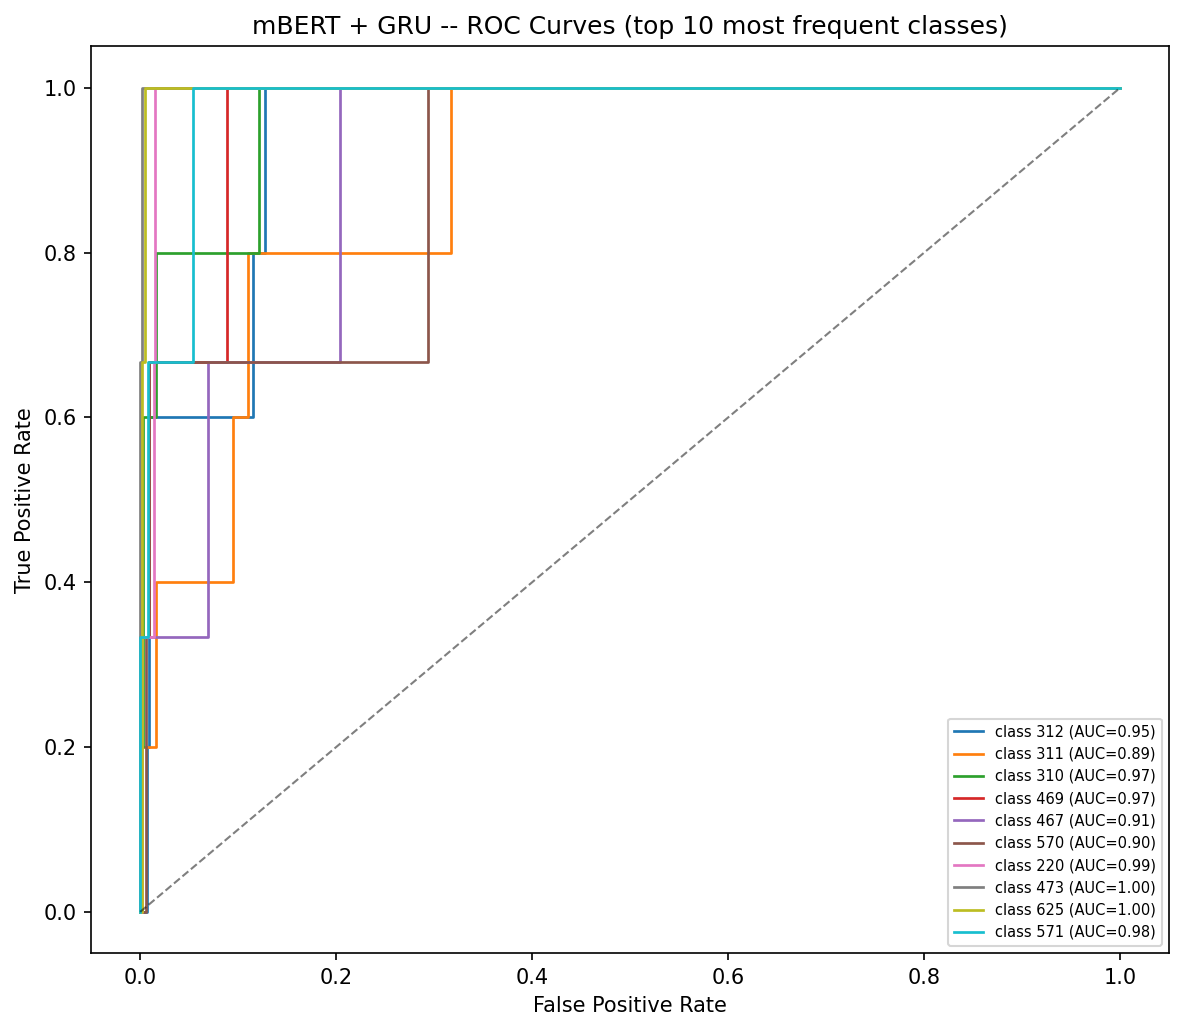 mBERT + GRU -- ROC Curves (top 10 most frequent classes)
1.0
0.8
0.6
0.4
0.2
0.0
True Positive Rate
0.0 0.2 0.4 0.6 0.8 1.0
False Positive Rate
class 312 (AUC=0.95)
class 311 (AUC=0.89)
class 310 (AUC=0.97)
class 469 (AUC=0.97)
class 467 (AUC=0.91)
class 570 (AUC=0.90)
class 220 (AUC=0.99)
class 473 (AUC=1.00)
class 625 (AUC=1.00)
class 571 (AUC=0.98)